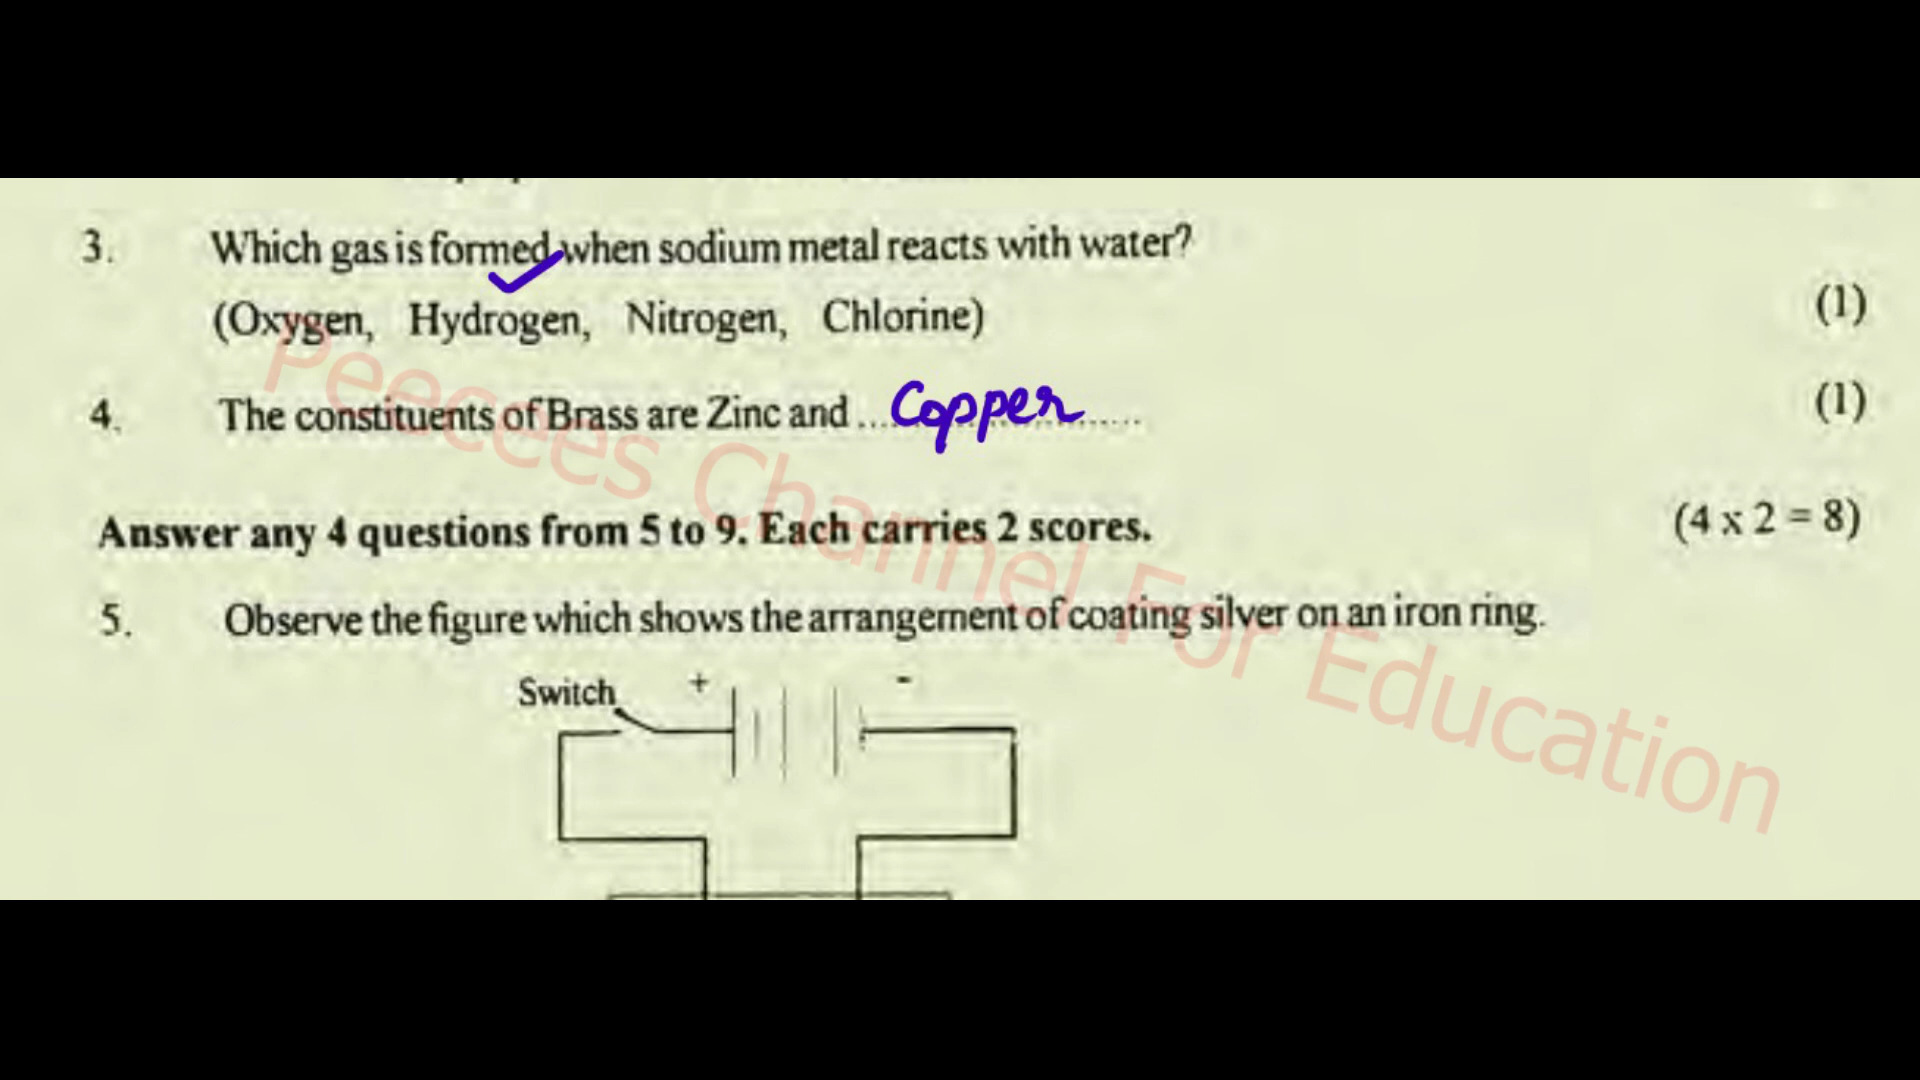 3. Which gas is formed when sodium metal reacts with water?
(Oxygen, Hydrogen, Nitrogen, Chlorine) (1)
4. The constituents of Brass are Zinc and ... Copper ...... (1)
Answer any 4 questions from 5 to 9. Each carries 2 scores. (4 x 2 = 8)
5. Observe the figure which shows the arrangement of coating silver on an iron ring.
Switch + -
Peecees Channel For Education